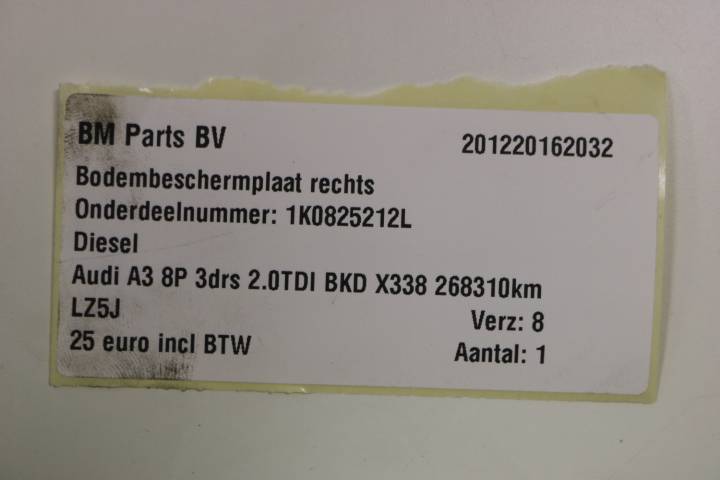 BM Parts BV 201220162032
Bodembeschermplaat rechts
Onderdeelnummer: 1K0825212L
Diesel
Audi A3 8P 3drs 2.0TDI BKD X338 268310km
LZ5J Verz: 8
25 euro incl BTW Aantal: 1